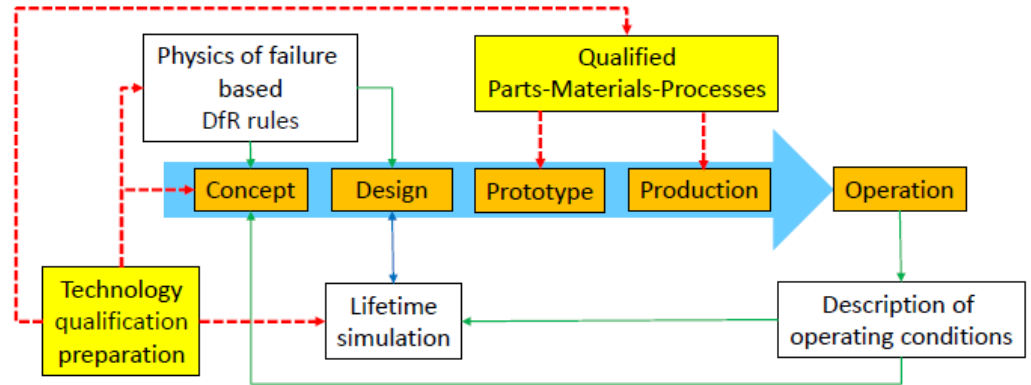 Physics of failure
based
DfR rules
Qualified
Parts-Materials-Processes
Concept
Design
Prototype
Production
Operation
Technology
qualification
preparation
Lifetime
simulation
Description of
operating conditions